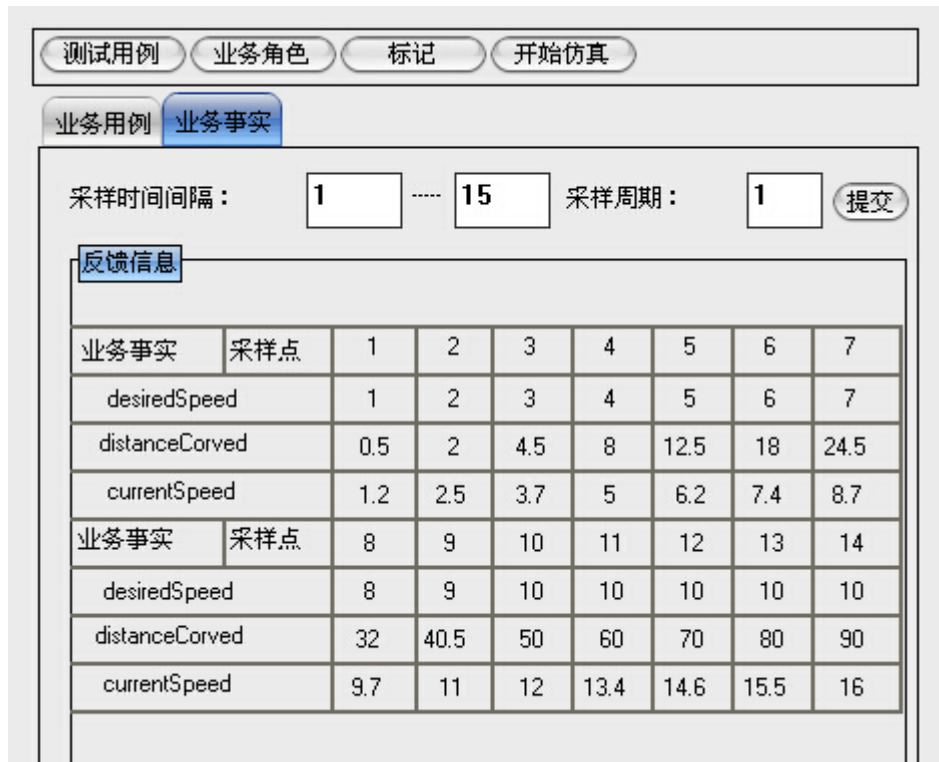 测试用例 业务角色 标记 开始仿真
业务用例 业务事实
采样时间间隔： 1 ----- 15 采样周期： 1 提交
反馈信息
业务事实 采样点 1 2 3 4 5 6 7
desiredSpeed 1 2 3 4 5 6 7
distanceCorved 0.5 2 4.5 8 12.5 18 24.5
currentSpeed 1.2 2.5 3.7 5 6.2 7.4 8.7
业务事实 采样点 8 9 10 11 12 13 14
desiredSpeed 8 9 10 10 10 10 10
distanceCorved 32 40.5 50 60 70 80 90
currentSpeed 9.7 11 12 13.4 14.6 15.5 16